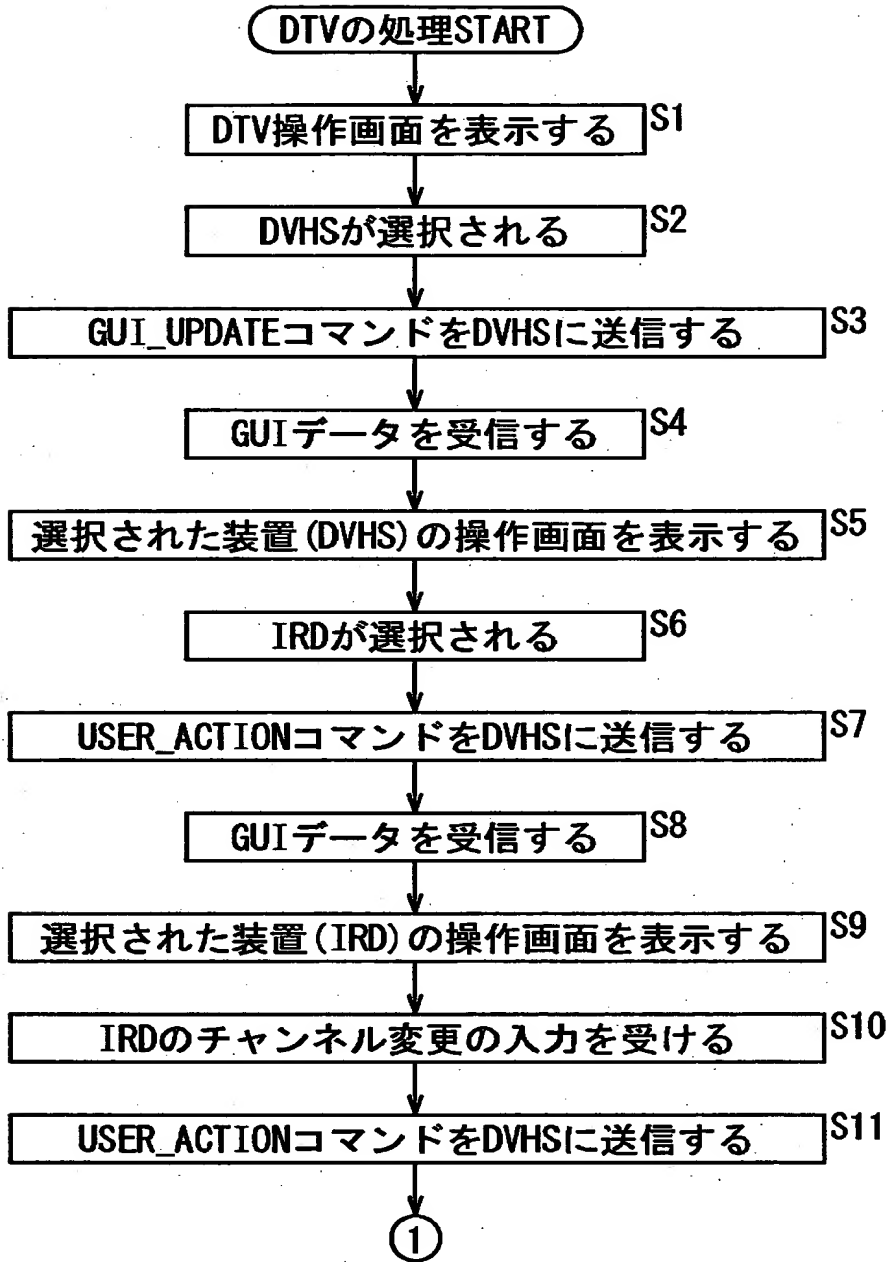 DTVの処理START
DTV操作画面を表示する S1
DVHSが選択される S2
GUI_UPDATEコマンドをDVHSに送信する S3
GUIデータを受信する S4
選択された装置(DVHS)の操作画面を表示する S5
IRDが選択される S6
USER_ACTIONコマンドをDVHSに送信する S7
GUIデータを受信する S8
選択された装置(IRD)の操作画面を表示する S9
IRDのチャンネル変更の入力を受ける S10
USER_ACTIONコマンドをDVHSに送信する S11
1